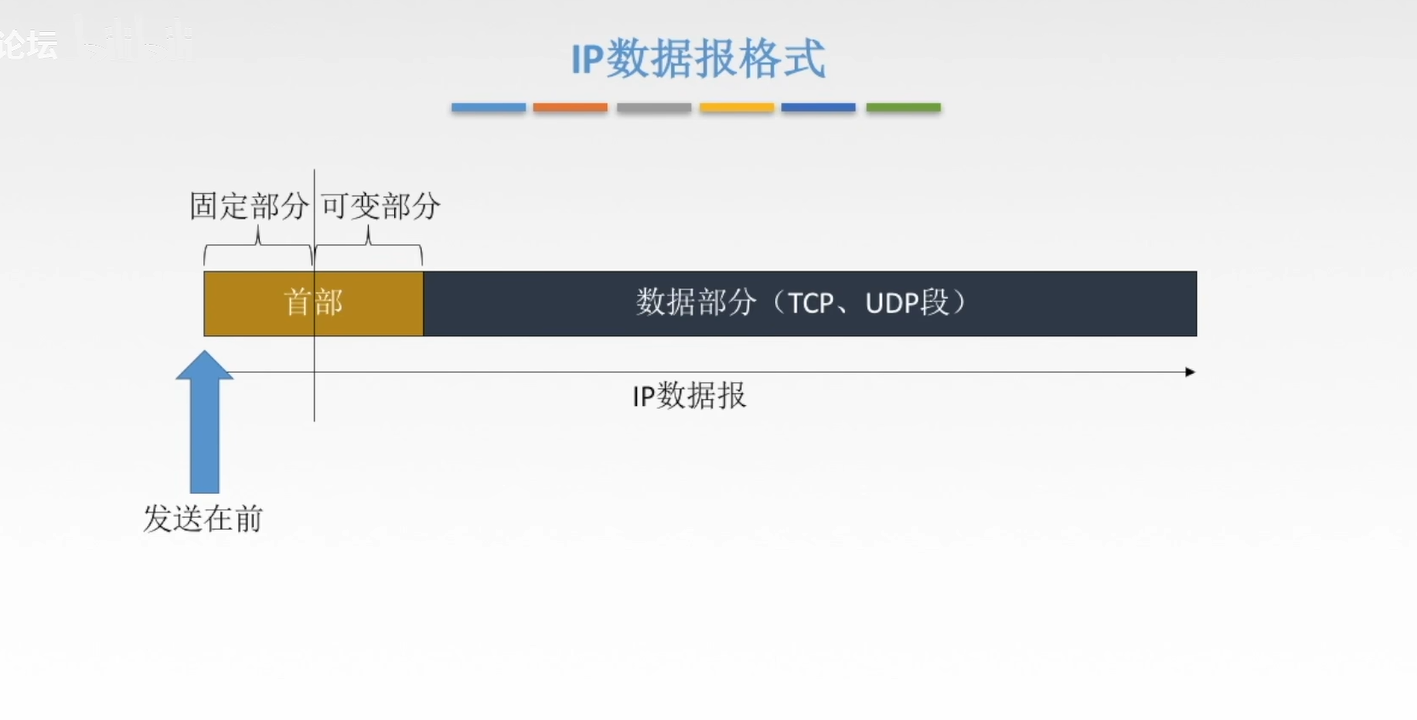 论坛 bilibili
IP数据报格式
固定部分 可变部分
首部
数据部分（TCP、UDP段）
IP数据报
发送在前